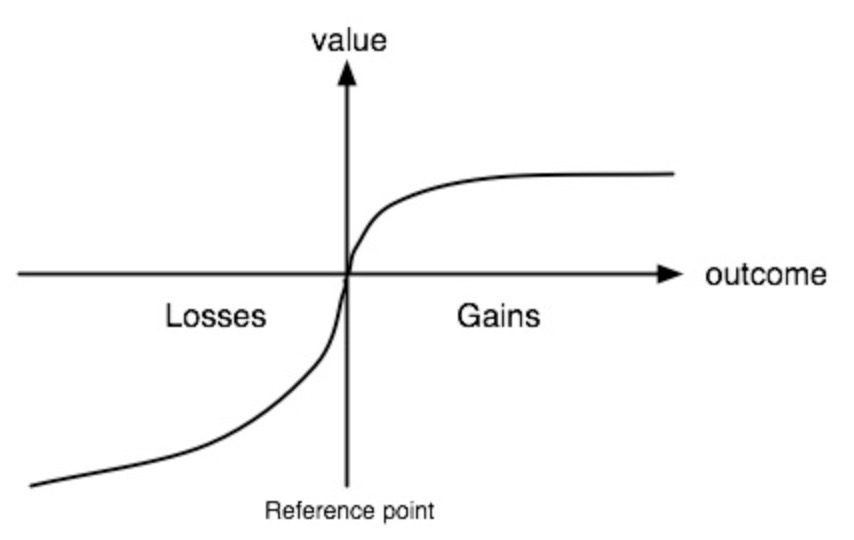 value
outcome
Losses
Gains
Reference point